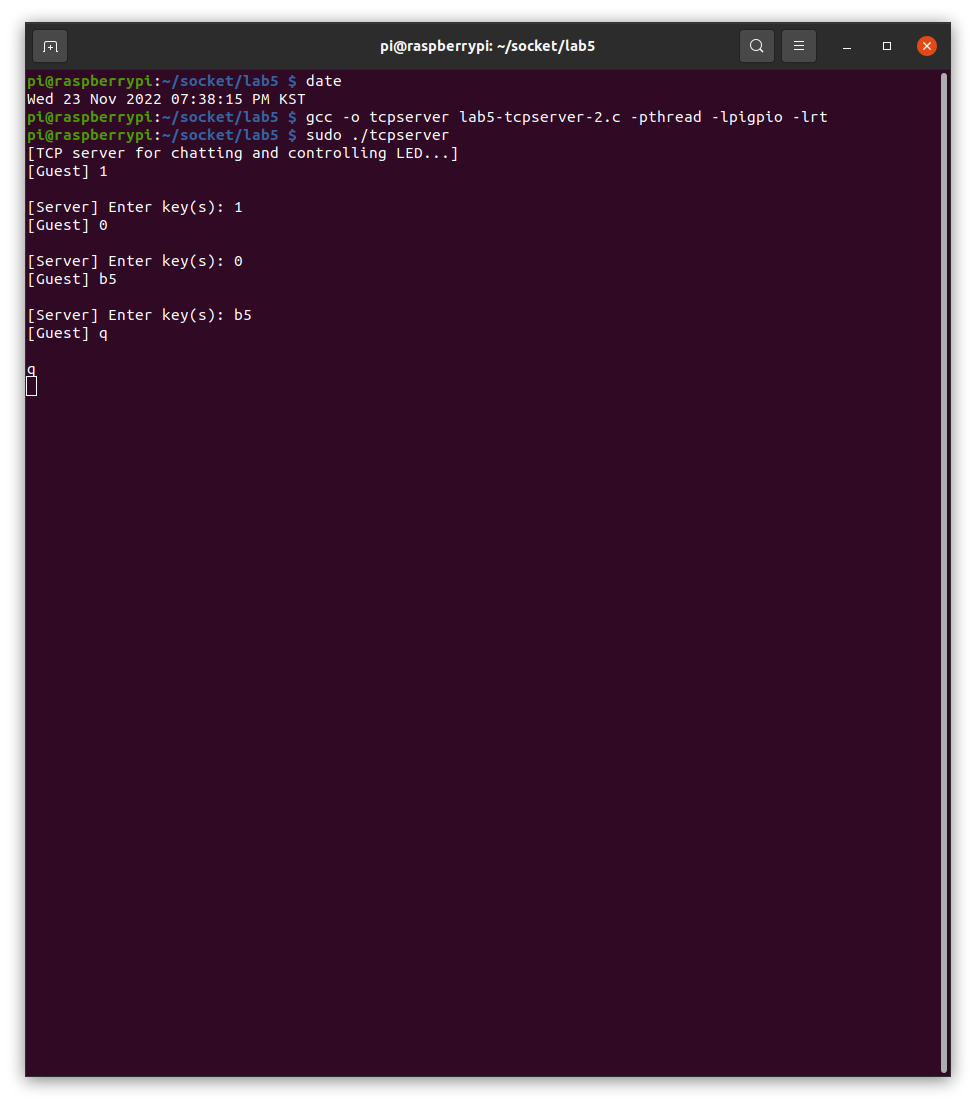 pi@raspberrypi: ~/socket/lab5
pi@raspberrypi:~/socket/lab5 $ date
Wed 23 Nov 2022 07:38:15 PM KST
pi@raspberrypi:~/socket/lab5 $ gcc -o tcpserver lab5-tcpserver-2.c -pthread -lpigpio -lrt
pi@raspberrypi:~/socket/lab5 $ sudo ./tcpserver
[TCP server for chatting and controlling LED...]
[Guest] 1
[Server] Enter key(s): 1
[Guest] 0
[Server] Enter key(s): 0
[Guest] b5
[Server] Enter key(s): b5
[Guest] q
q